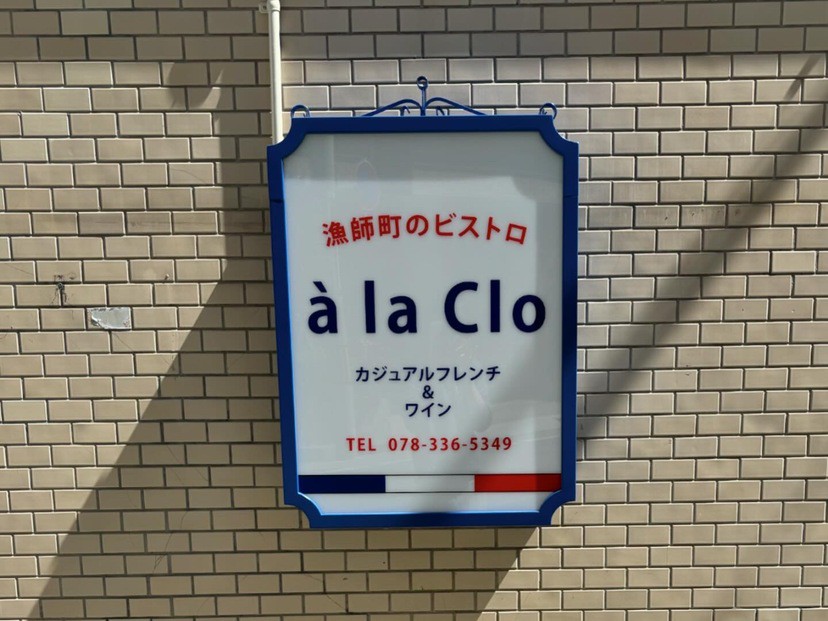 漁師町のビストロ
à la Clo
カジュアルフレンチ
&
ワイン
TEL 078-336-5349